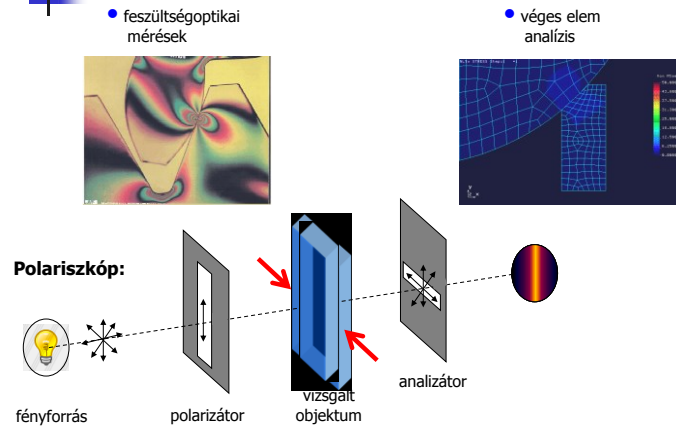 • feszültségoptikai
mérések
• véges elem
analízis
Polariszkóp:
fényforrás
polarizátor
vizsgált
objektum
analizátor